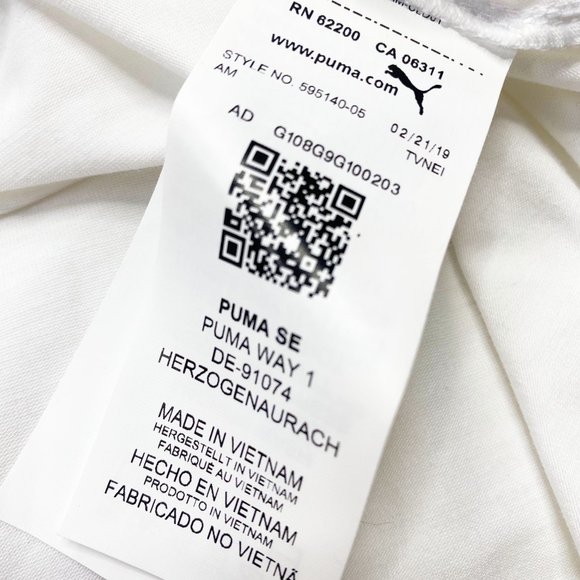 RN 62200 CA 06311
www.puma.com
STYLE NO. 595140-05 02/21/19
AM TVNEI
AD G108G9G100203
PUMA SE
PUMA WAY 1
DE-91074
HERZOGENAURACH
MADE IN VIETNAM
HERGESTELLT IN VIETNAM
FABRIQUÉ AU VIETNAM
HECHO EN VIETNAM
PRODOTTO IN VIETNAM
FABRICADO NO VIETNÃ